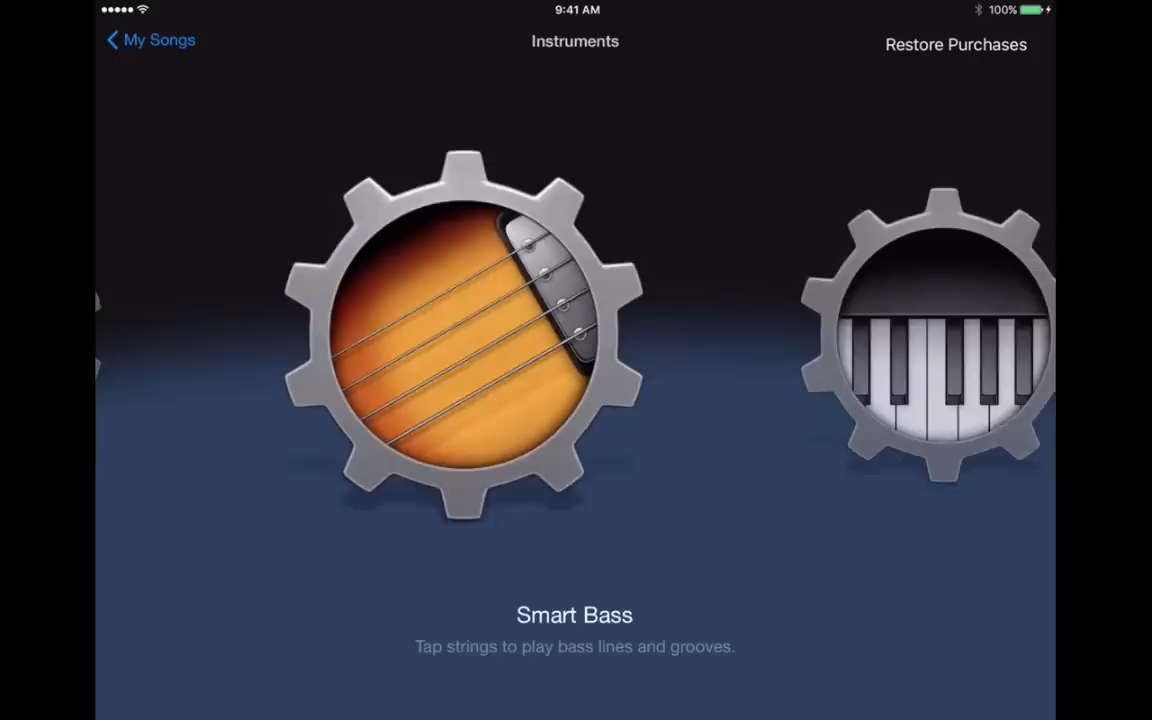 9:41 AM
100%
My Songs
Instruments
Restore Purchases
Smart Bass
Tap strings to play bass lines and grooves.